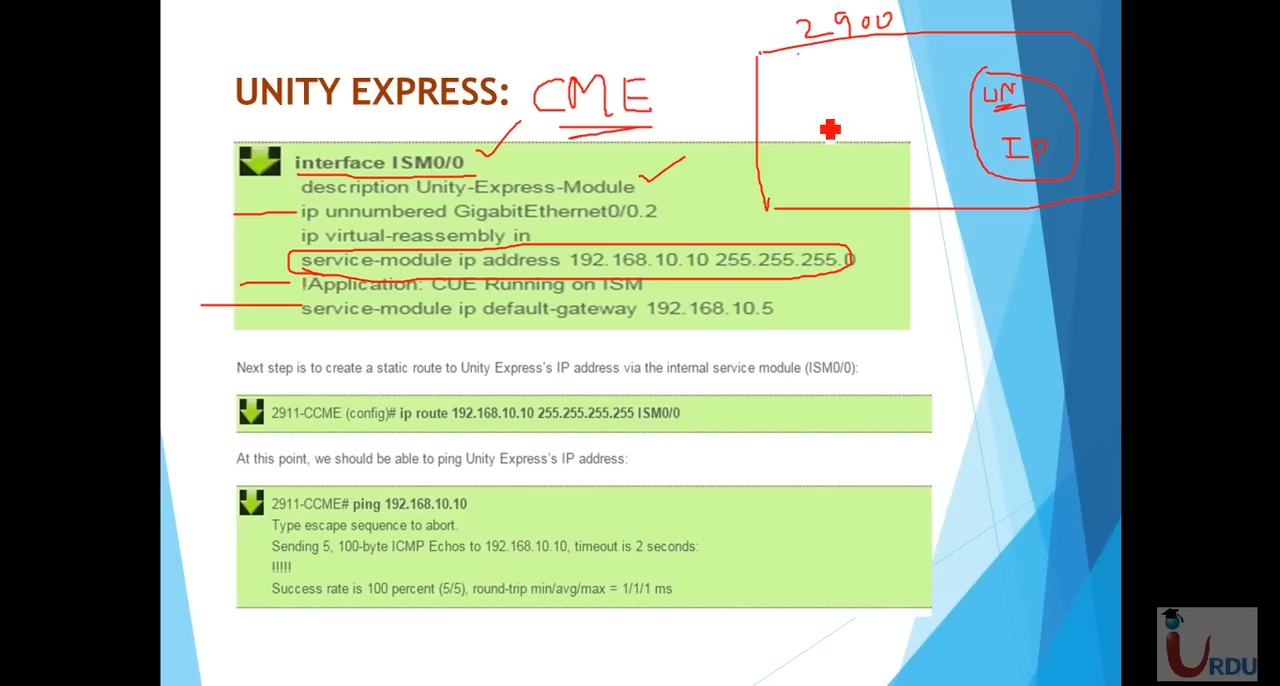 2900
UNITY EXPRESS: CME
UN
IP
interface ISM0/0
description Unity-Express-Module
ip unnumbered GigabitEthernet0/0.2
ip virtual-reassembly in
service-module ip address 192.168.10.10 255.255.255.0
!Application: CUE Running on ISM
service-module ip default-gateway 192.168.10.5
Next step is to create a static route to Unity Express's IP address via the internal service module (ISM0/0):
2911-CCME (config)# ip route 192.168.10.10 255.255.255.255 ISM0/0
At this point, we should be able to ping Unity Express's IP address:
2911-CCME# ping 192.168.10.10
Type escape sequence to abort.
Sending 5, 100-byte ICMP Echos to 192.168.10.10, timeout is 2 seconds:
!!!!!
Success rate is 100 percent (5/5), round-trip min/avg/max = 1/1/1 ms
iURDU